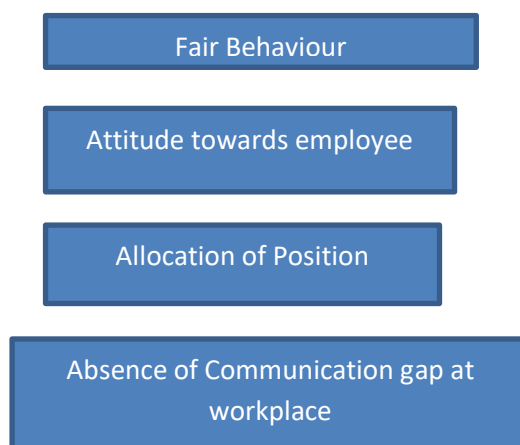 Fair Behaviour
Attitude towards employee
Allocation of Position
Absence of Communication gap at
workplace